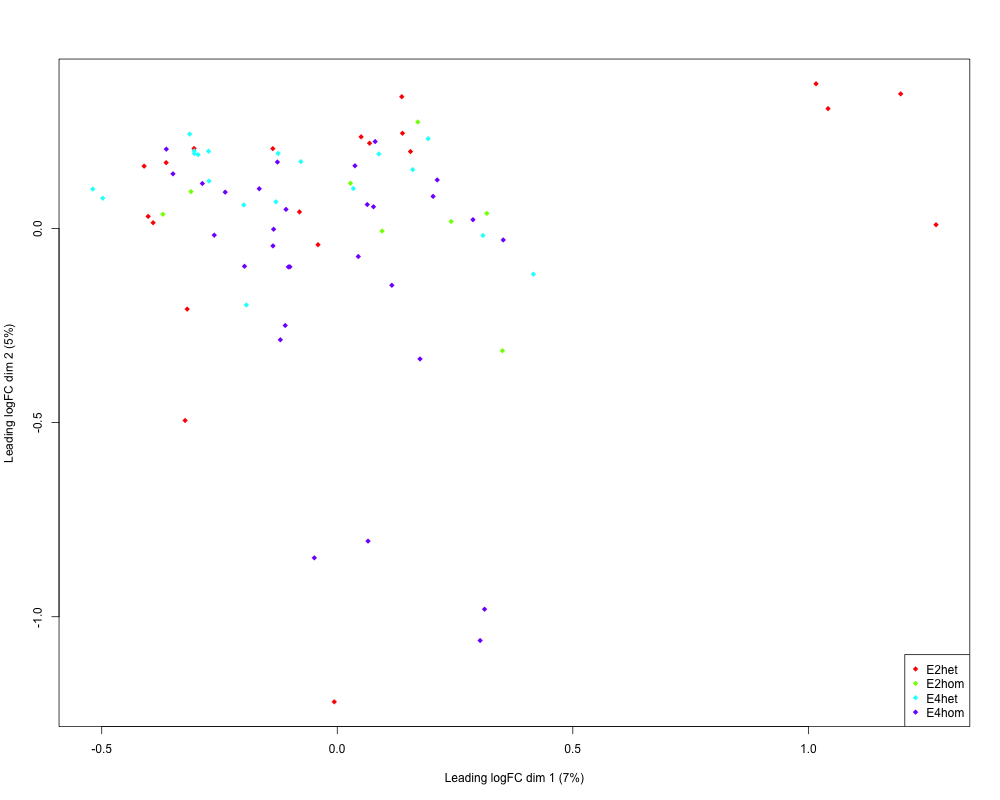 0.0
-0.5
-1.0
Leading logFC dim 2 (5%)
-0.5
0.0
0.5
1.0
Leading logFC dim 1 (7%)
E2het
E2hom
E4het
E4hom